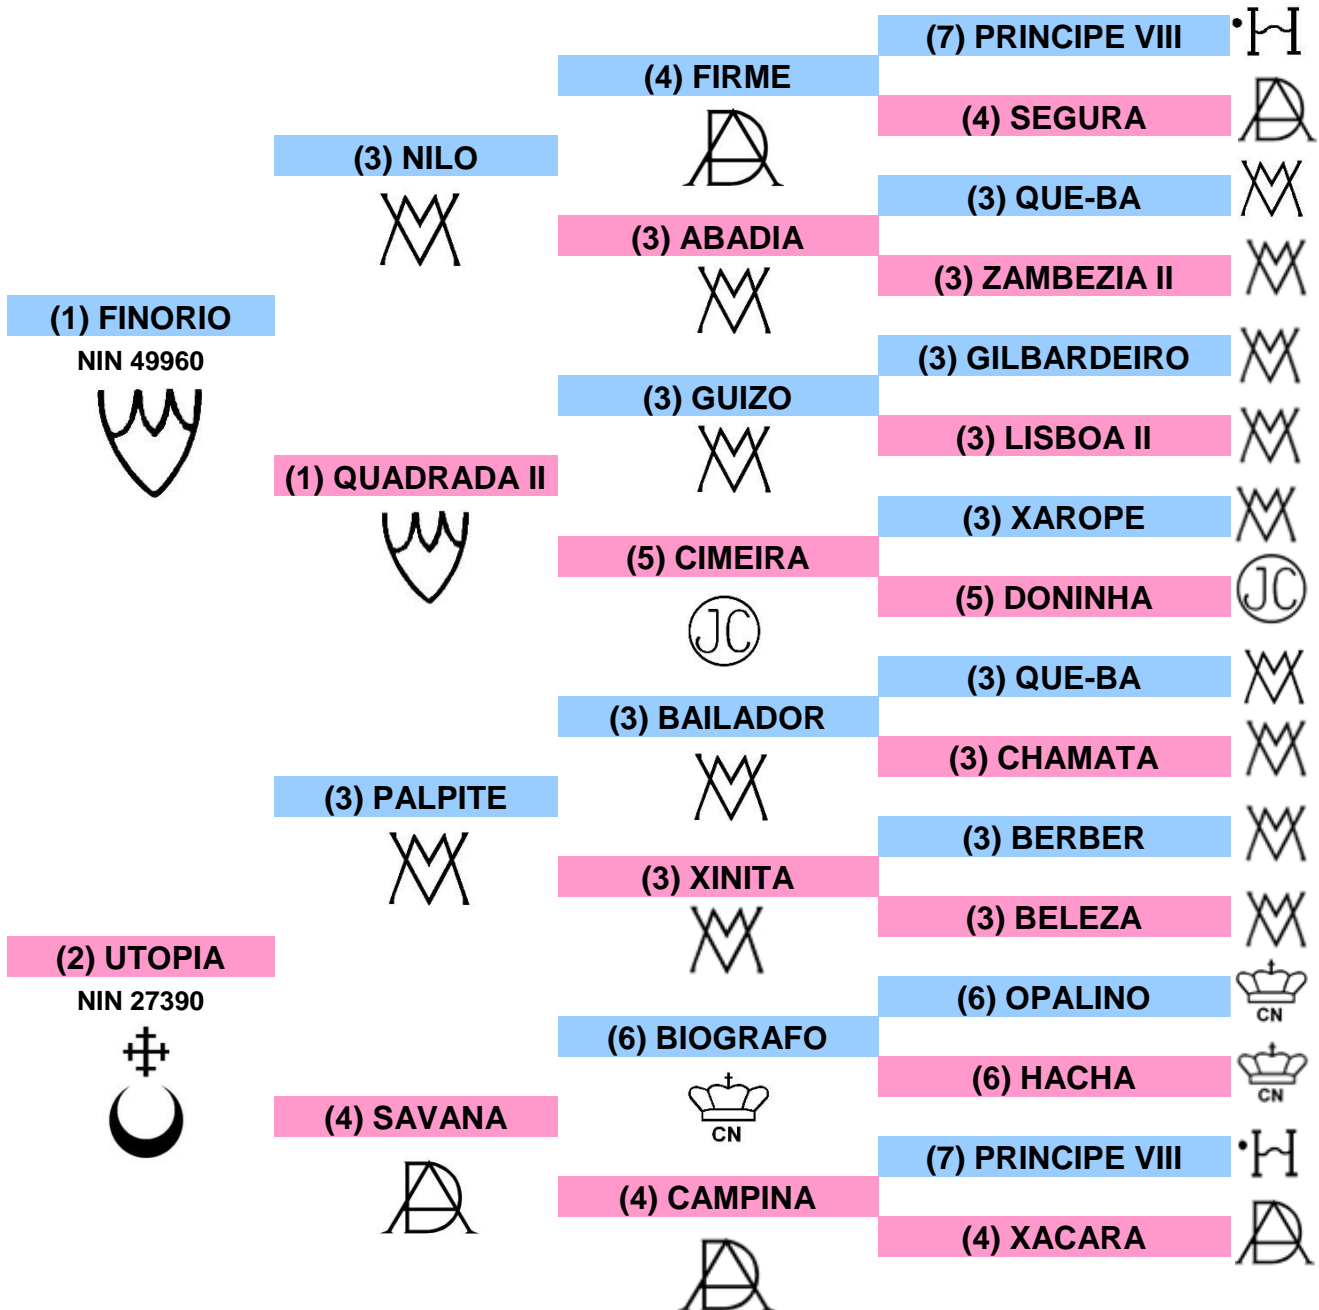 (7) PRINCIPE VIII
(4) FIRME
(4) SEGURA
(3) NILO
(3) QUE-BA
(3) ABADIA
(3) ZAMBEZIA II
(1) FINORIO
NIN 49960
(3) GILBARDEIRO
(3) GUIZO
(3) LISBOA II
(1) QUADRADA II
(3) XAROPE
(5) CIMEIRA
(5) DONINHA
JC
JC
(3) QUE-BA
(3) BAILADOR
(3) CHAMATA
(3) PALPITE
(3) BERBER
(3) XINITA
(3) BELEZA
(2) UTOPIA
NIN 27390
(6) OPALINO
CN
(6) BIOGRAFO
(6) HACHA
CN
CN
(4) SAVANA
(7) PRINCIPE VIII
(4) CAMPINA
(4) XACARA